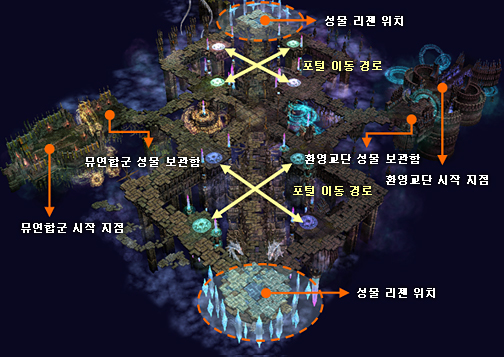 성물 리젠 위치
포털 이동 경로
뮤연합군 성물 보관함
환영교단 성물 보관함
환영교단 시작 지점
포털 이동 경로
뮤연합군 시작 지점
성물 리젠 위치